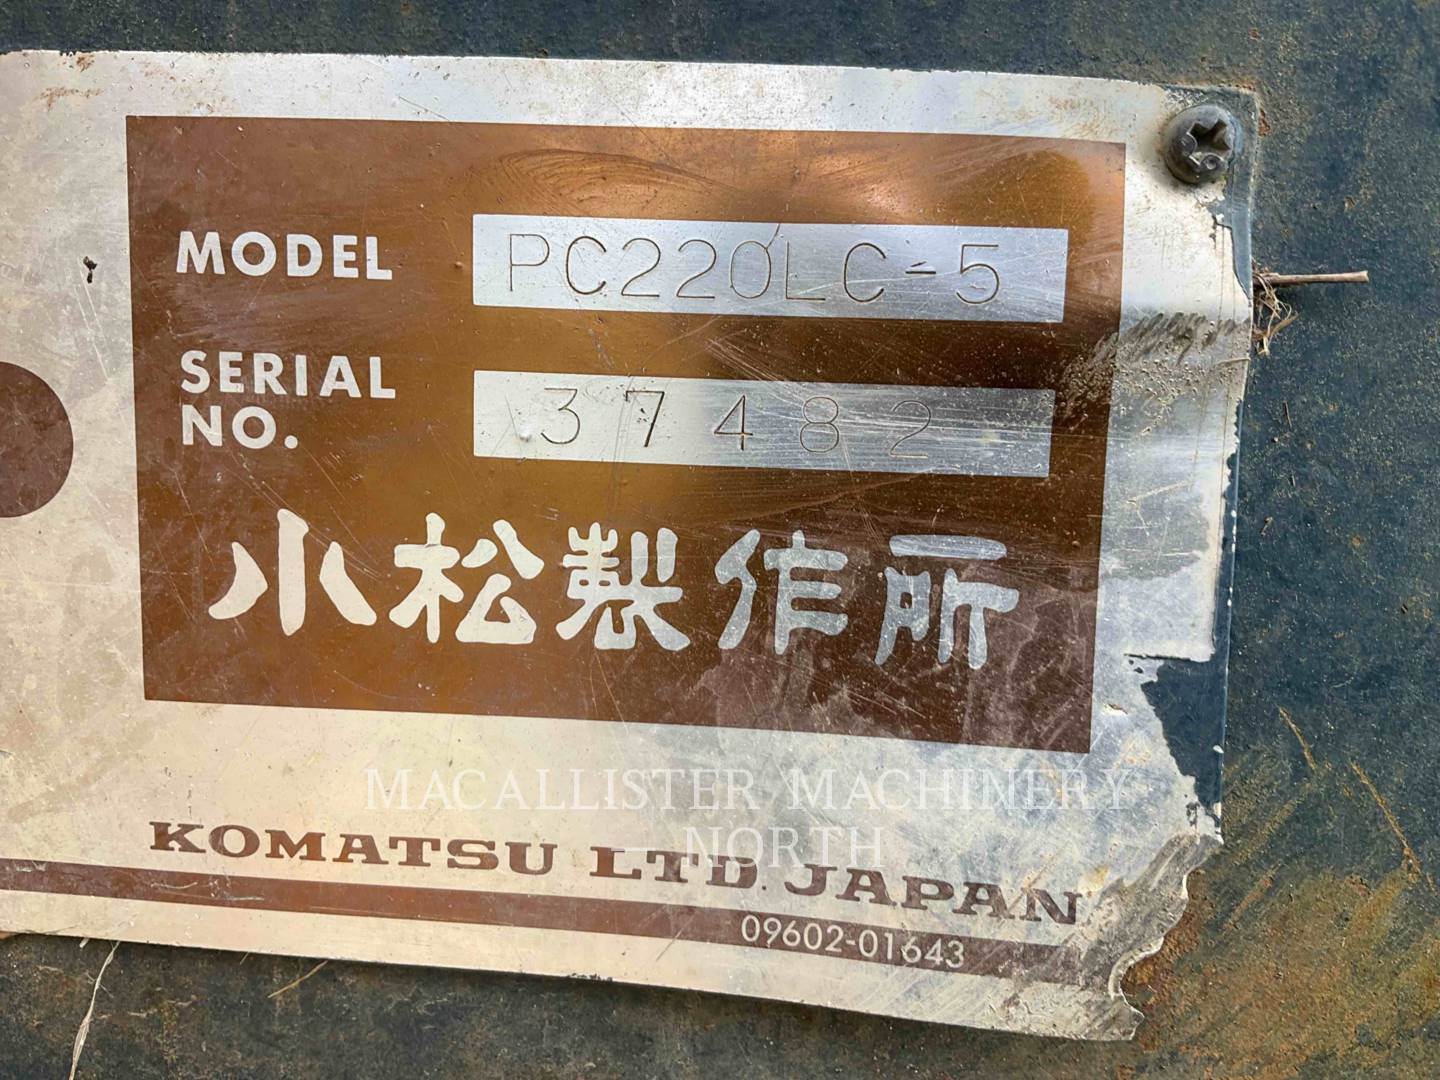 MODEL PC220LC-5
SERIAL NO. 37482
小松製作所
MACALLISTER MACHINERY
— NORTH
KOMATSU LTD. JAPAN
09602-01643